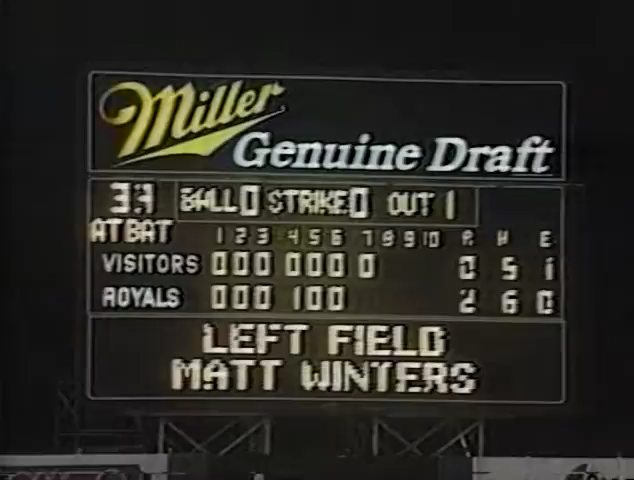 Miller
Genuine Draft
BALL 0 STRIKE 0 OUT 1
AT BAT 1 2 3 4 5 6 7 8 9 10 R H E
VISITORS 000 000 0 0 5 1
ROYALS 000 100 2 6 0
LEFT FIELD
MATT WINTERS